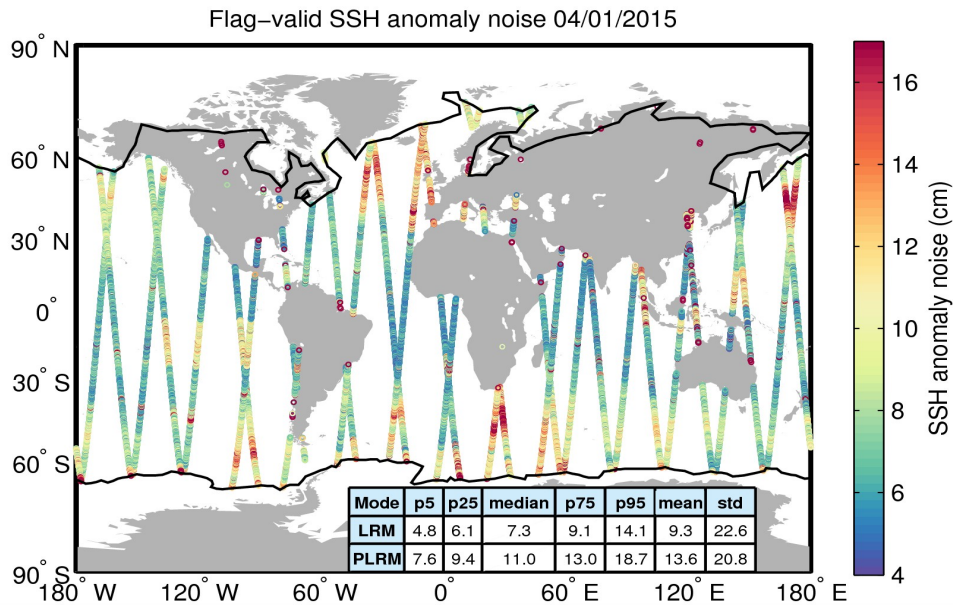 Flag−valid SSH anomaly noise 04/01/2015
90° N
60° N
30° N
0°
30° S
60° S
90° S
180° W
120° W
60° W
0°
60° E
120° E
180° E
Mode p5 p25 median p75 p95 mean std
LRM 4.8 6.1 7.3 9.1 14.1 9.3 22.6
PLRM 7.6 9.4 11.0 13.0 18.7 13.6 20.8
16
14
12
10
8
6
4
SSH anomaly noise (cm)